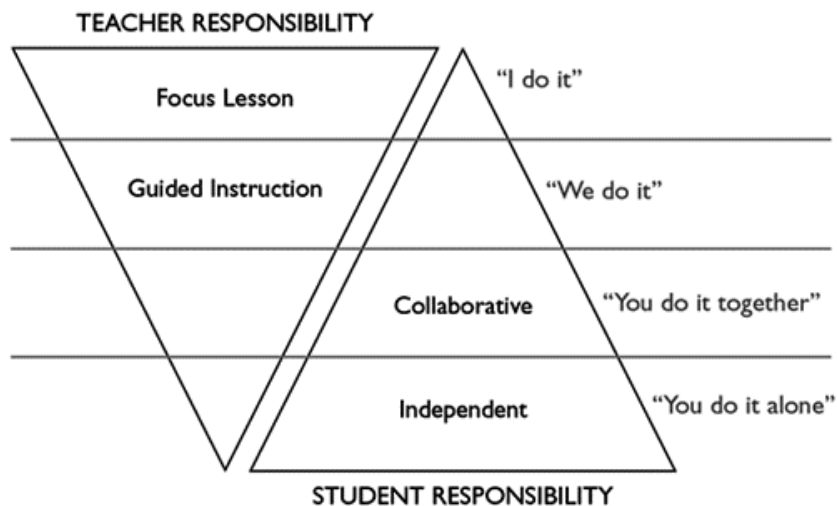 TEACHER RESPONSIBILITY
Focus Lesson
“I do it”
Guided Instruction
“We do it”
Collaborative
“You do it together”
Independent
“You do it alone”
STUDENT RESPONSIBILITY